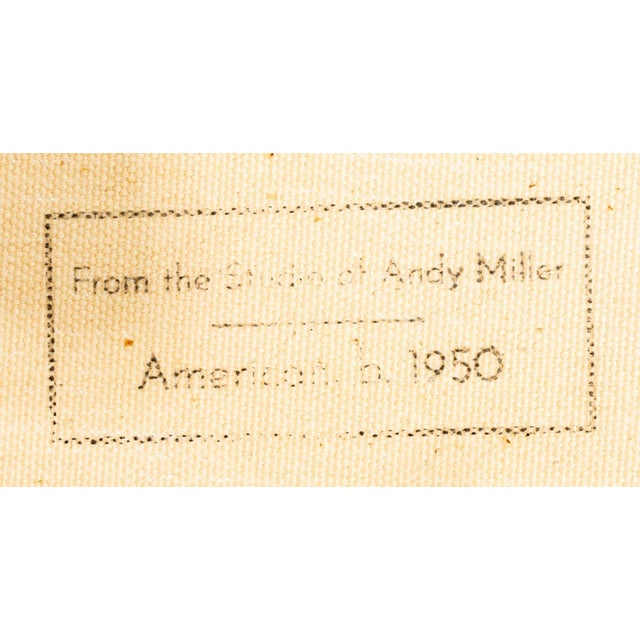 From the Studio of Andy Miller
American, b. 1950